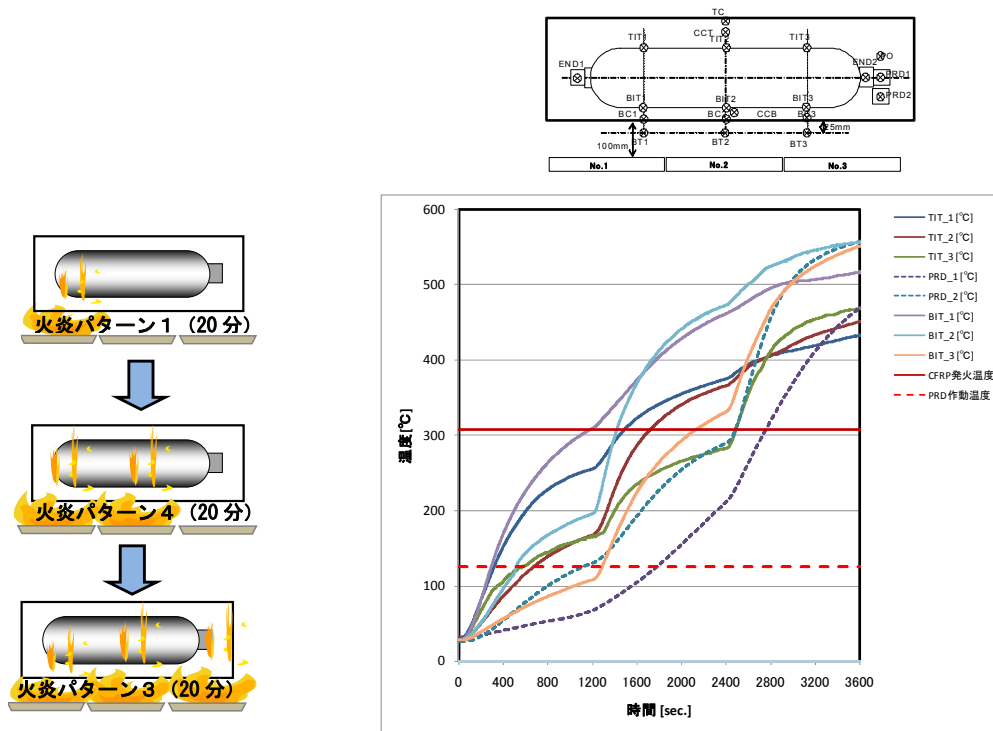 TC
CCT
TIT1
TIT2
TIT3
PO
END1
END2
PRD1
PRD2
BIT1
BIT2
BIT3
BC1
CCB
25mm
100mm
BT1
BT2
BT3
No.1
No.2
No.3
火炎パターン1（20分）
火炎パターン4（20分）
火炎パターン3（20分）
600
500
400
300
200
100
0
温度[℃]
0
400
800
1200
1600
2000
2400
2800
3200
3600
時間 [sec.]
TIT_1 [℃]
TIT_2 [℃]
TIT_3 [℃]
PRD_1 [℃]
PRD_2 [℃]
BIT_1 [℃]
BIT_2 [℃]
BIT_3 [℃]
CFRP発火温度
PRD作動温度